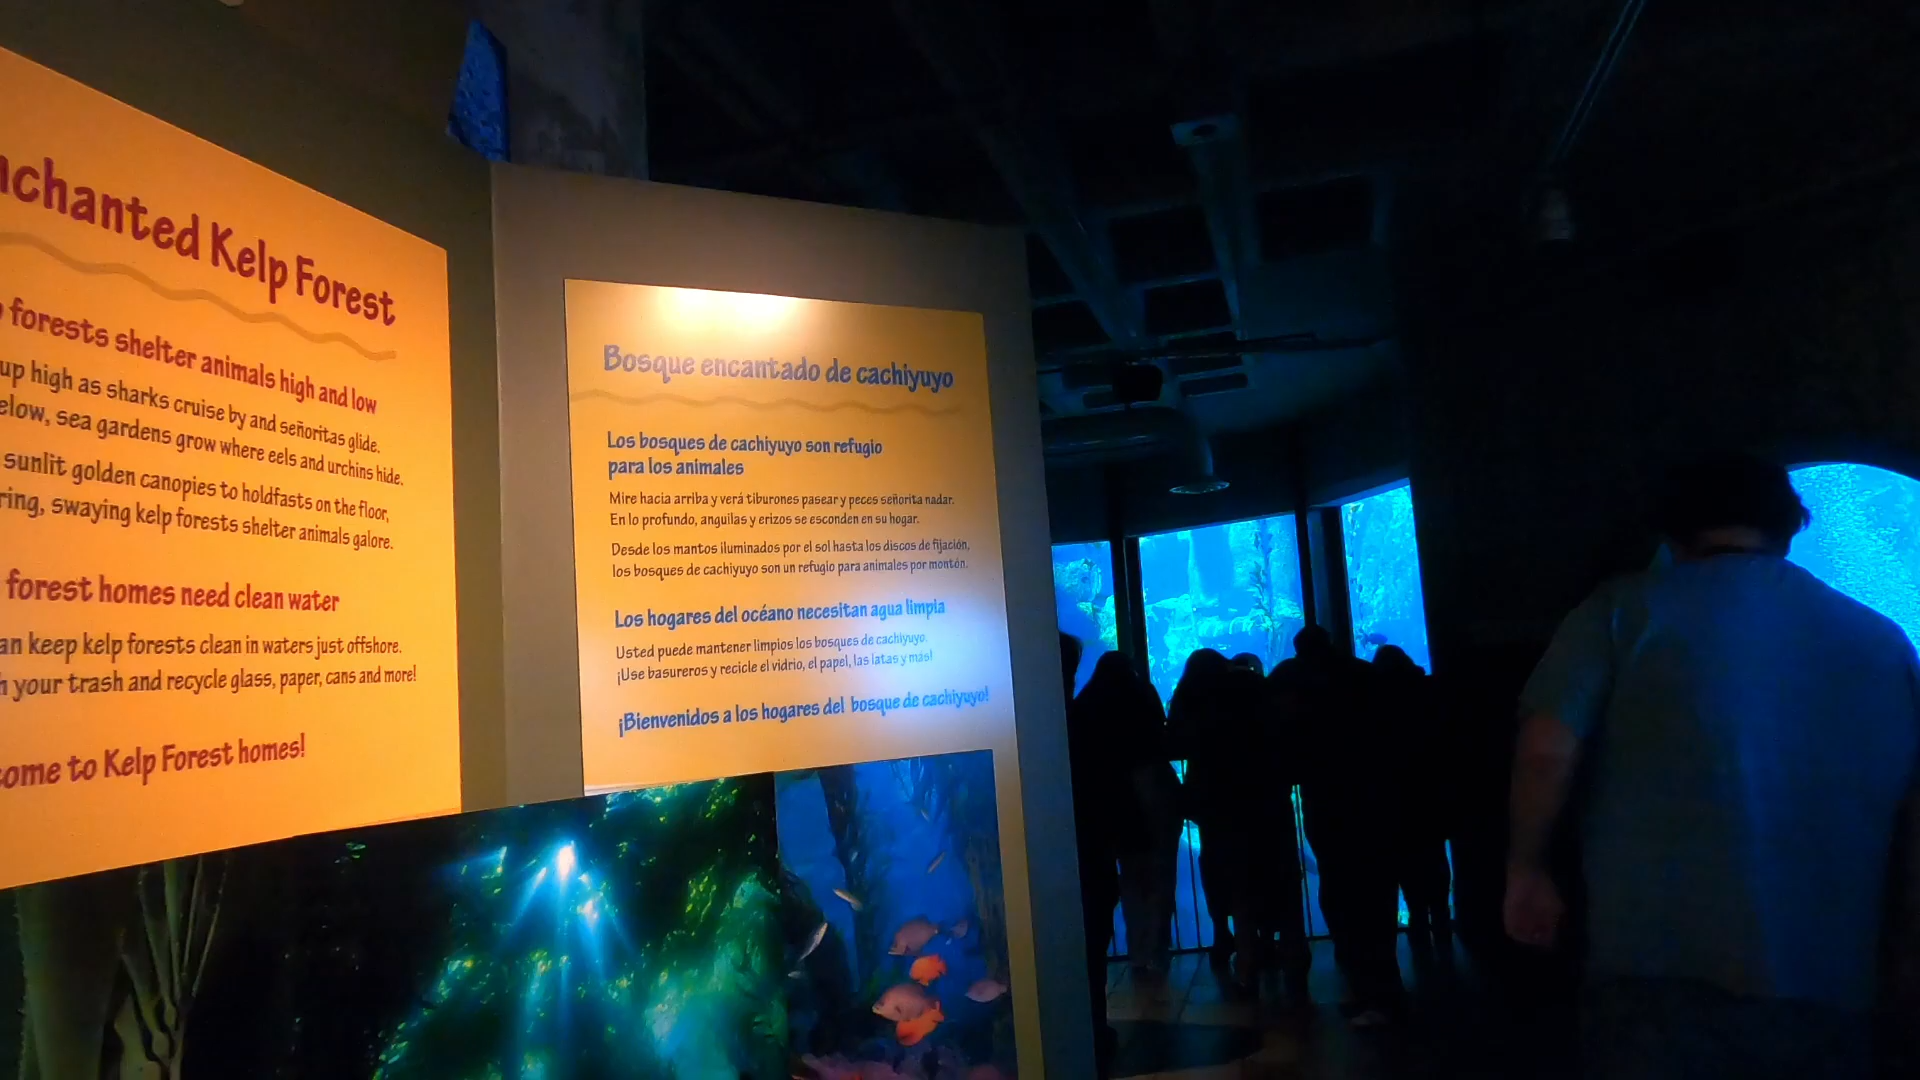 nchanted Kelp Forest
forests shelter animals high and low
up high as sharks cruise by and señoritas glide.
elow, sea gardens grow where eels and urchins hide.
sunlit golden canopies to holdfasts on the floor,
ring, swaying kelp forests shelter animals galore.
forest homes need clean water
an keep kelp forests clean in waters just offshore.
h your trash and recycle glass, paper, cans and more!
come to Kelp Forest homes!
Bosque encantado de cachiyuyo
Los bosques de cachiyuyo son refugio
para los animales
Mire hacia arriba y verá tiburones pasear y peces señorita nadar.
En lo profundo, anguilas y erizos se esconden en su hogar.
Desde los mantos iluminados por el sol hasta los discos de fijación,
los bosques de cachiyuyo son un refugio para animales por montón.
Los hogares del océano necesitan agua limpia
Usted puede mantener limpios los bosques de cachiyuyo.
¡Use basureros y recicle el vidrio, el papel, las latas y más!
¡Bienvenidos a los hogares del bosque de cachiyuyo!